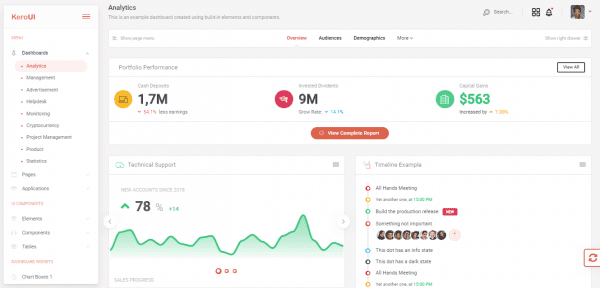 KeroUI
MENU
Dashboards
Analytics
Management
Advertisement
Helpdesk
Monitoring
Cryptocurrency
Project Management
Product
Statistics
Pages
Applications
UI COMPONENTS
Elements
Components
Tables
DASHBOARD WIDGETS
Chart Boxes 1
Analytics
This is an example dashboard created using build-in elements and components.
Search...
Show page menu
Overview
Audiences
Demographics
More
Show right drawer
Portfolio Performance
View All
Cash Deposits
1,7M
54.1% less earnings
Invested Dividents
9M
Grow Rate: 14.1%
Capital Gains
$563
Increased by 7.35%
View Complete Report
Technical Support
NEW ACCOUNTS SINCE 2018
78 % +14
SALES PROGRESS
Timeline Example
All Hands Meeting
Yet another one, at 15:00 PM
Build the production release NEW
Something not important
+
This dot has an info state
This dot has a dark state
All Hands Meeting
Yet another one, at 15:00 PM